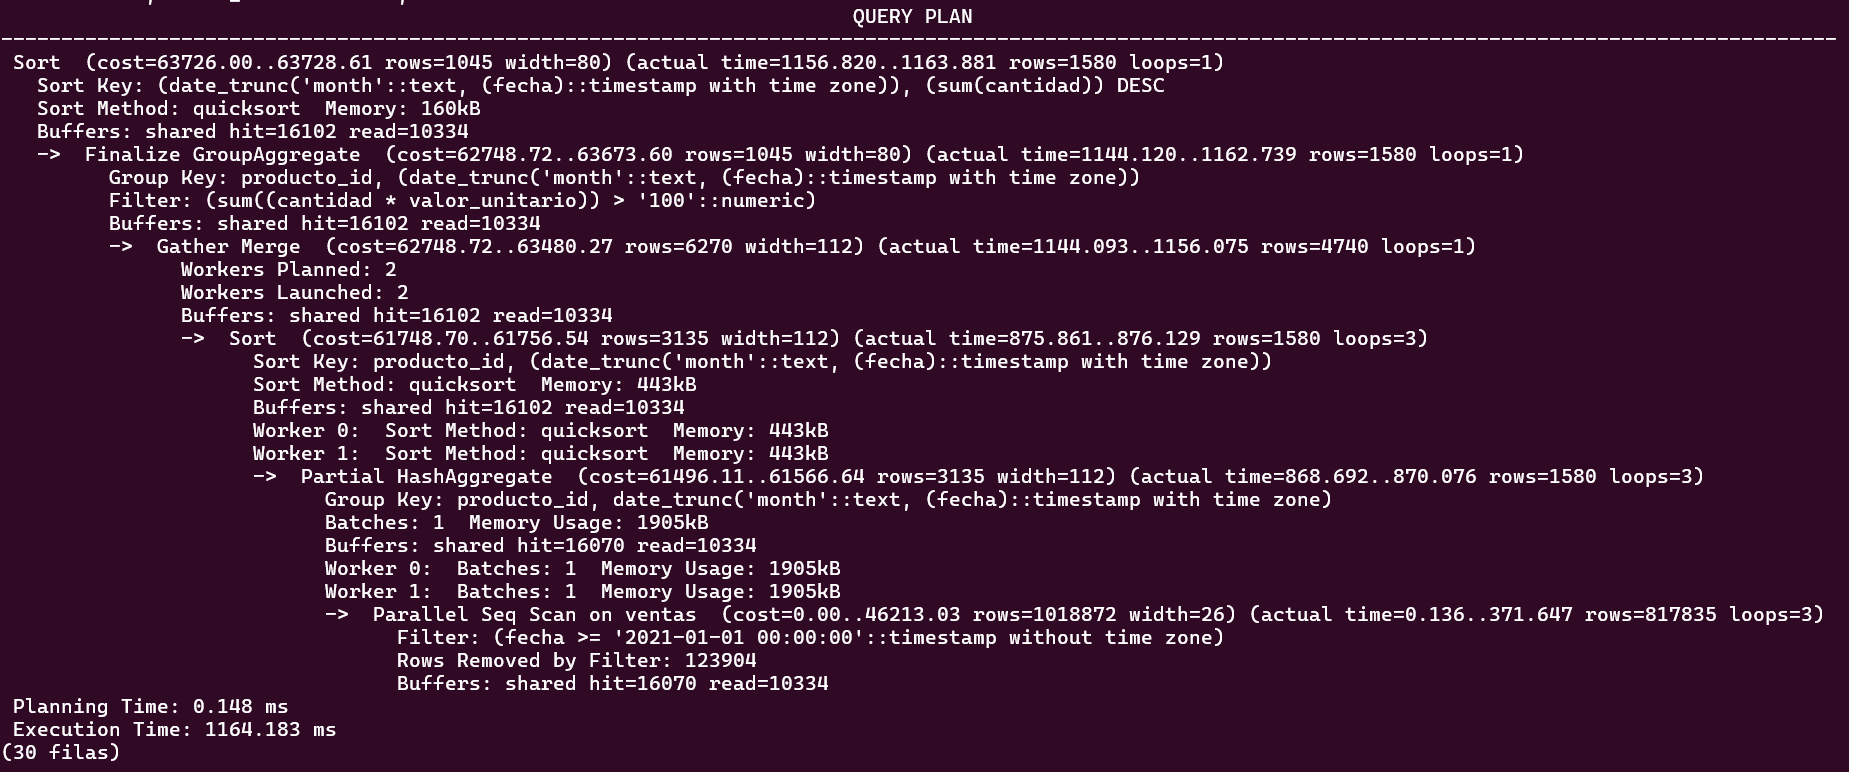 QUERY PLAN
---------------------------------------------------------------------------------------------------------------------------------------------------------
 Sort  (cost=63726.00..63728.61 rows=1045 width=80) (actual time=1156.820..1163.881 rows=1580 loops=1)
   Sort Key: (date_trunc('month'::text, (fecha)::timestamp with time zone)), (sum(cantidad)) DESC
   Sort Method: quicksort  Memory: 160kB
   Buffers: shared hit=16102 read=10334
   ->  Finalize GroupAggregate  (cost=62748.72..63673.60 rows=1045 width=80) (actual time=1144.120..1162.739 rows=1580 loops=1)
         Group Key: producto_id, (date_trunc('month'::text, (fecha)::timestamp with time zone))
         Filter: (sum((cantidad * valor_unitario)) > '100'::numeric)
         Buffers: shared hit=16102 read=10334
         ->  Gather Merge  (cost=62748.72..63480.27 rows=6270 width=112) (actual time=1144.093..1156.075 rows=4740 loops=1)
               Workers Planned: 2
               Workers Launched: 2
               Buffers: shared hit=16102 read=10334
               ->  Sort  (cost=61748.70..61756.54 rows=3135 width=112) (actual time=875.861..876.129 rows=1580 loops=3)
                     Sort Key: producto_id, (date_trunc('month'::text, (fecha)::timestamp with time zone))
                     Sort Method: quicksort  Memory: 443kB
                     Buffers: shared hit=16102 read=10334
                     Worker 0:  Sort Method: quicksort  Memory: 443kB
                     Worker 1:  Sort Method: quicksort  Memory: 443kB
                     ->  Partial HashAggregate  (cost=61496.11..61566.64 rows=3135 width=112) (actual time=868.692..870.076 rows=1580 loops=3)
                           Group Key: producto_id, date_trunc('month'::text, (fecha)::timestamp with time zone)
                           Batches: 1  Memory Usage: 1905kB
                           Buffers: shared hit=16070 read=10334
                           Worker 0:  Batches: 1  Memory Usage: 1905kB
                           Worker 1:  Batches: 1  Memory Usage: 1905kB
                           ->  Parallel Seq Scan on ventas  (cost=0.00..46213.03 rows=1018872 width=26) (actual time=0.136..371.647 rows=817835 loops=3)
                                 Filter: (fecha >= '2021-01-01 00:00:00'::timestamp without time zone)
                                 Rows Removed by Filter: 123904
                                 Buffers: shared hit=16070 read=10334
 Planning Time: 0.148 ms
 Execution Time: 1164.183 ms
(30 filas)